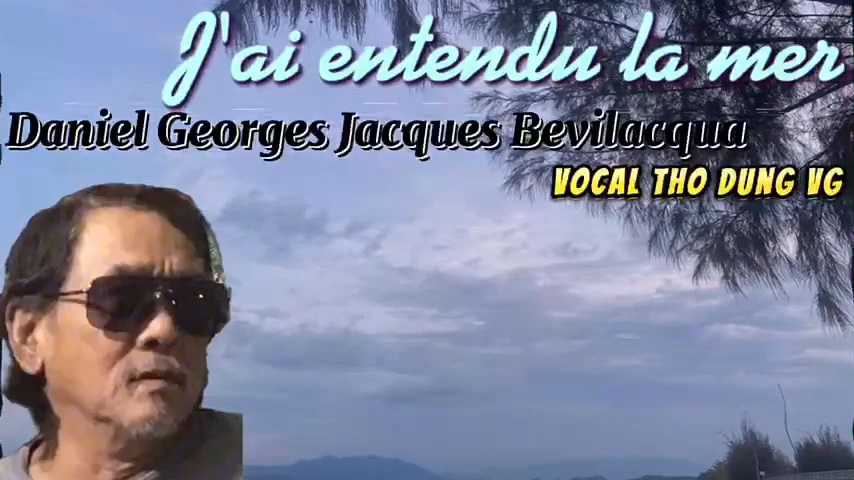 J'ai entendu la mer
Daniel Georges Jacques Bevilacqua
VOCAL THO DUNG VG